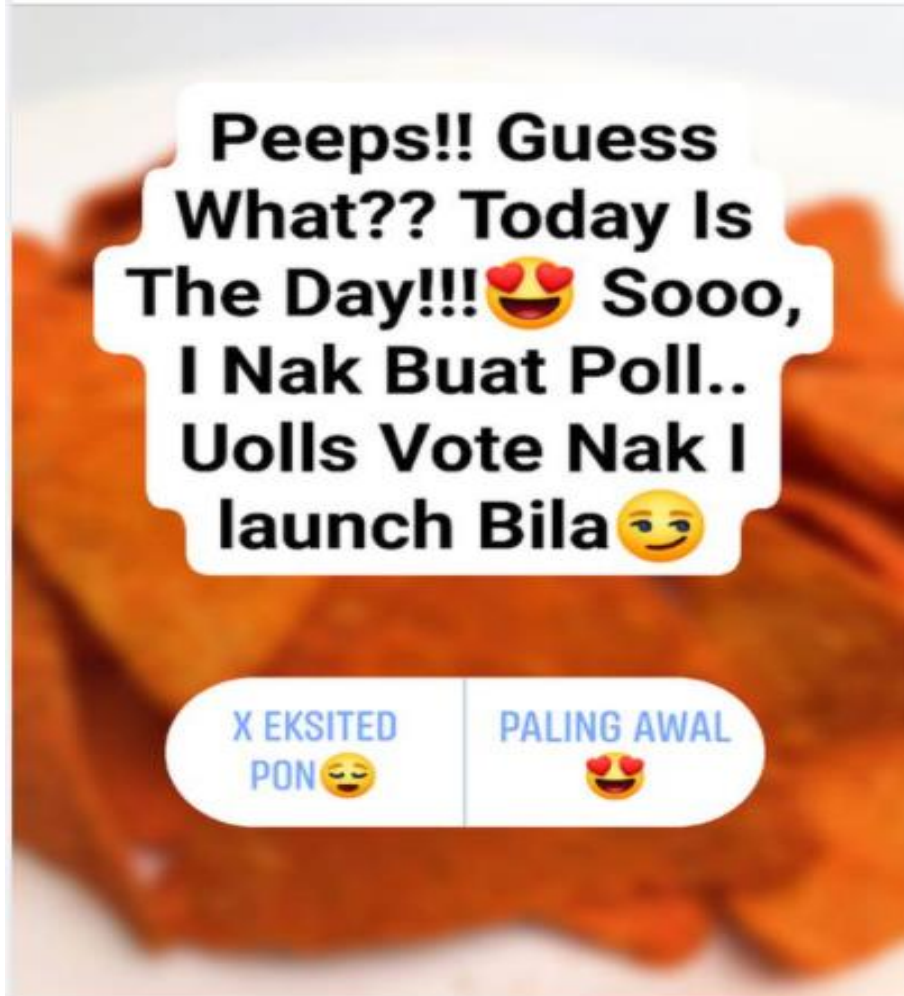 Peeps!! Guess
What?? Today Is
The Day!!!😍 Sooo,
I Nak Buat Poll..
Uolls Vote Nak I
launch Bila😏
X EKSITED
PON😌
PALING AWAL
😍